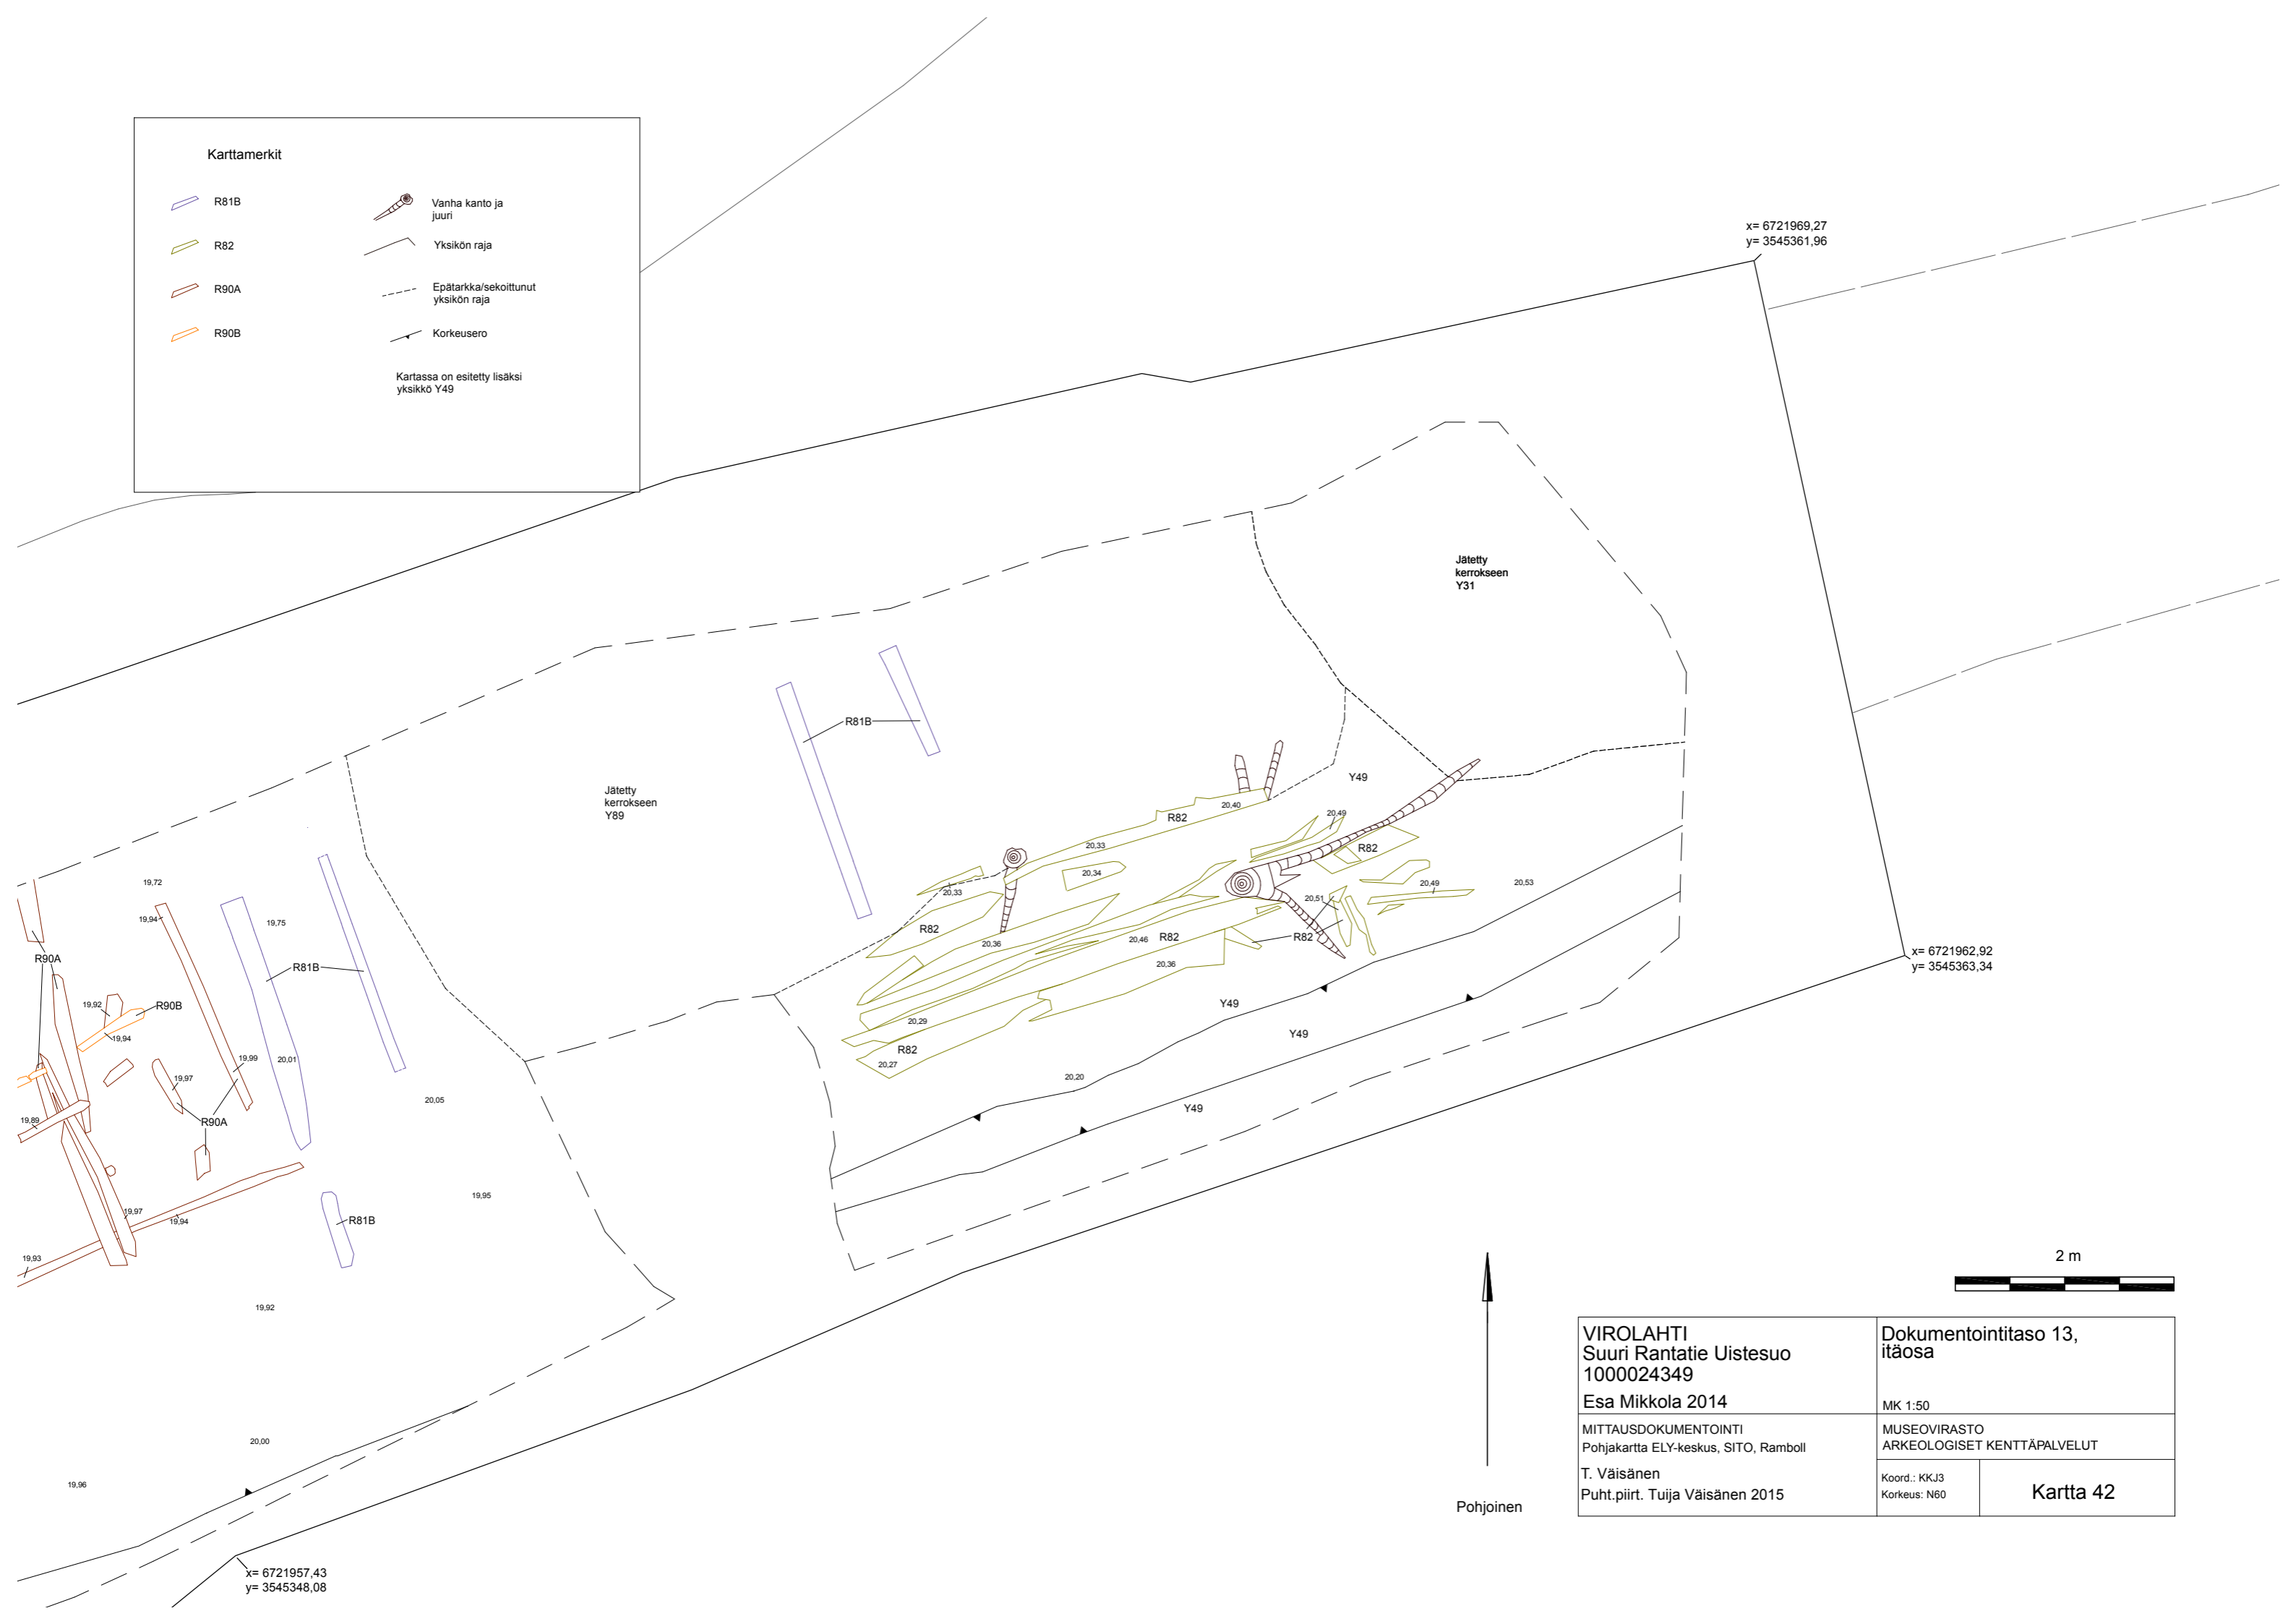 Karttamerkit
R81B
R82
R90A
R90B
Vanha kanto ja
juuri
Yksikön raja
Epätarkka/sekoittunut
yksikön raja
Korkeusero
Kartassa on esitetty lisäksi
yksikkö Y49
x= 6721969,27
y= 3545361,96
Jätetty
kerrokseen
Y31
R81B
Y49
Jätetty
kerrokseen
Y89
20,40
R82
20,49
20,33
R82
20,34
20,33
19,72
20,49
20,53
19,94
20,51
19,75
R82
R82
R82
20,46
20,36
R90A
R81B
20,36
x= 6721962,92
y= 3545363,34
19,92
R90B
Y49
20,29
19,94
Y49
R82
19,99
20,01
20,27
19,97
20,20
20,05
Y49
19,89
R90A
19,95
19,97
19,94
R81B
19,93
2 m
19,92
20,00
19,96
Pohjoinen
x= 6721957,43
y= 3545348,08
VIROLAHTI
Suuri Rantatie Uistesuo
1000024349
Esa Mikkola 2014
Dokumentointitaso 13,
itäosa
MK 1:50
MITTAUSDOKUMENTOINTI
Pohjakartta ELY-keskus, SITO, Ramboll
T. Väisänen
Puht.piirt. Tuija Väisänen 2015
MUSEOVIRASTO
ARKEOLOGISET KENTTÄPALVELUT
Koord.: KKJ3
Korkeus: N60
Kartta 42